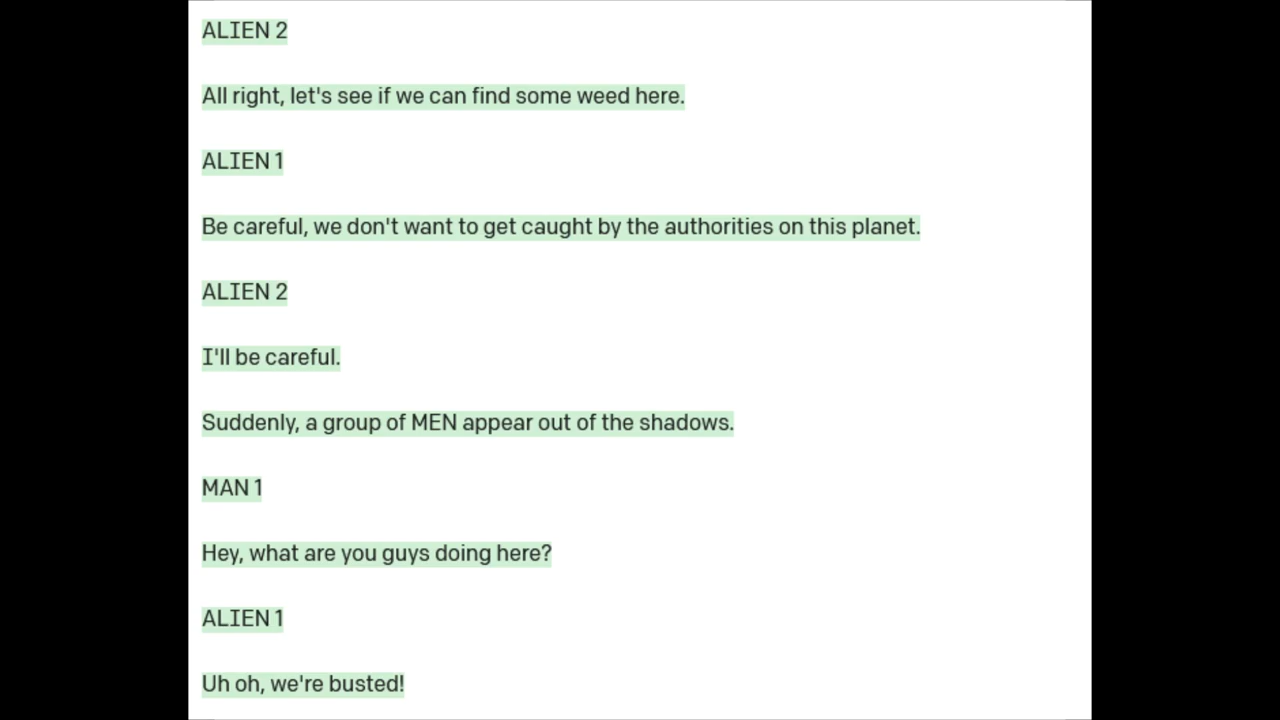 ALIEN 2
All right, let's see if we can find some weed here.
ALIEN 1
Be careful, we don't want to get caught by the authorities on this planet.
ALIEN 2
I'll be careful.
Suddenly, a group of MEN appear out of the shadows.
MAN 1
Hey, what are you guys doing here?
ALIEN 1
Uh oh, we're busted!